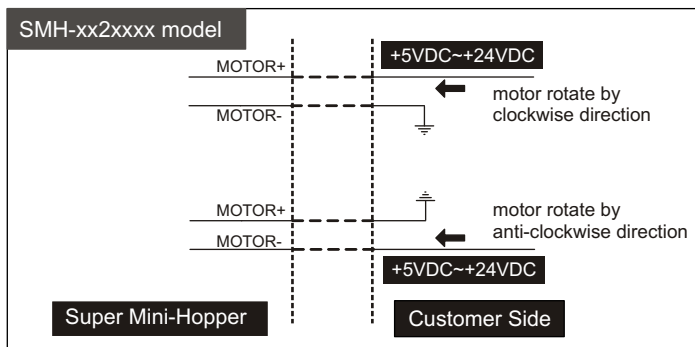 SMH-xx2xxxx model
+5VDC~+24VDC
MOTOR+
MOTOR-
motor rotate by
clockwise direction
MOTOR+
MOTOR-
motor rotate by
anti-clockwise direction
+5VDC~+24VDC
Super Mini-Hopper
Customer Side